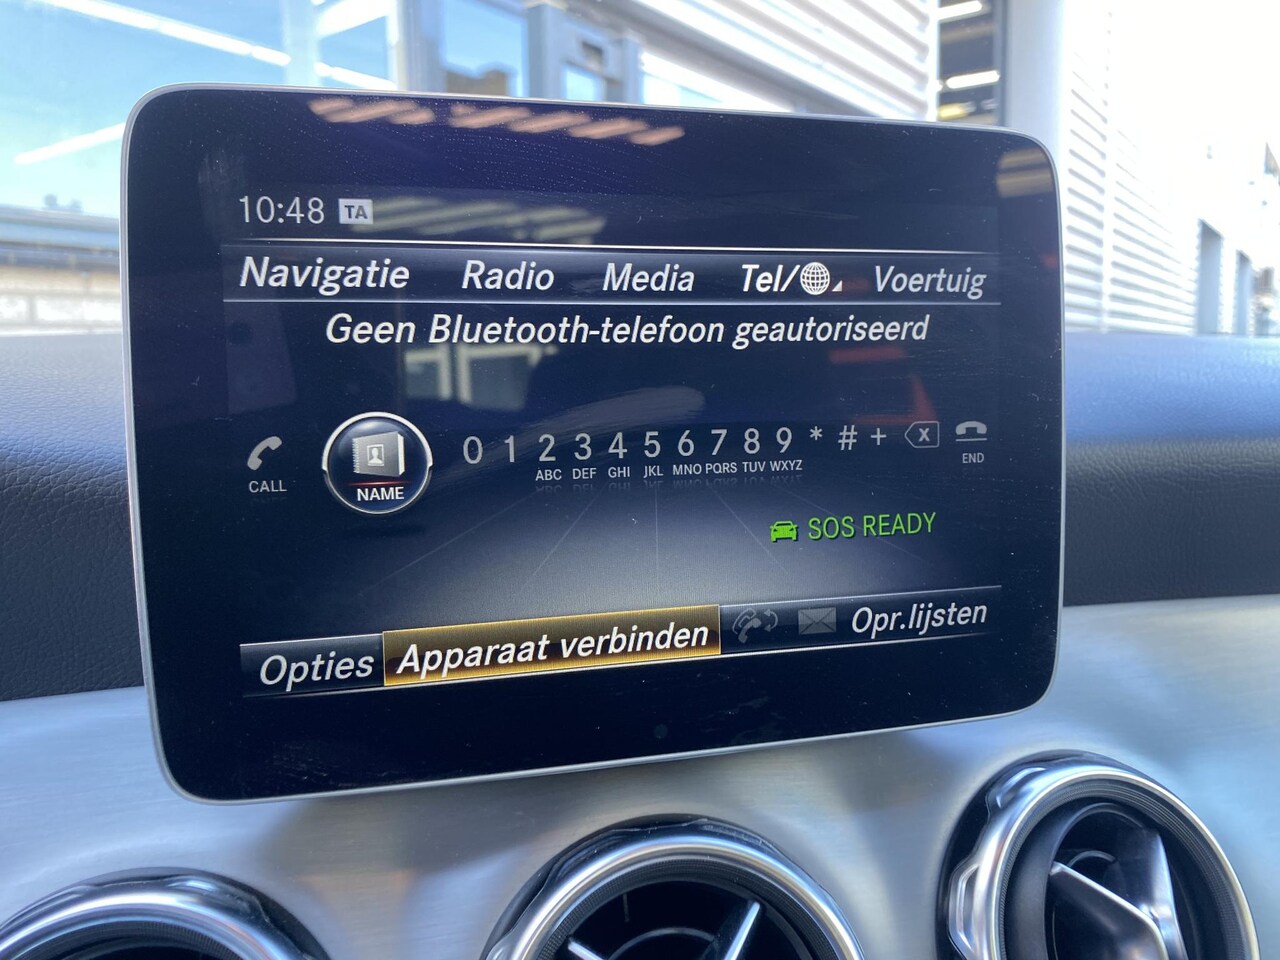 10:48 TA
Navigatie Radio Media Tel/ Voertuig
Geen Bluetooth-telefoon geautoriseerd
0 1 2 3 4 5 6 7 8 9 * # + x
ABC DEF GHI JKL MNO PQRS TUV WXYZ
CALL NAME END
SOS READY
Opties Apparaat verbinden Opr.lijsten